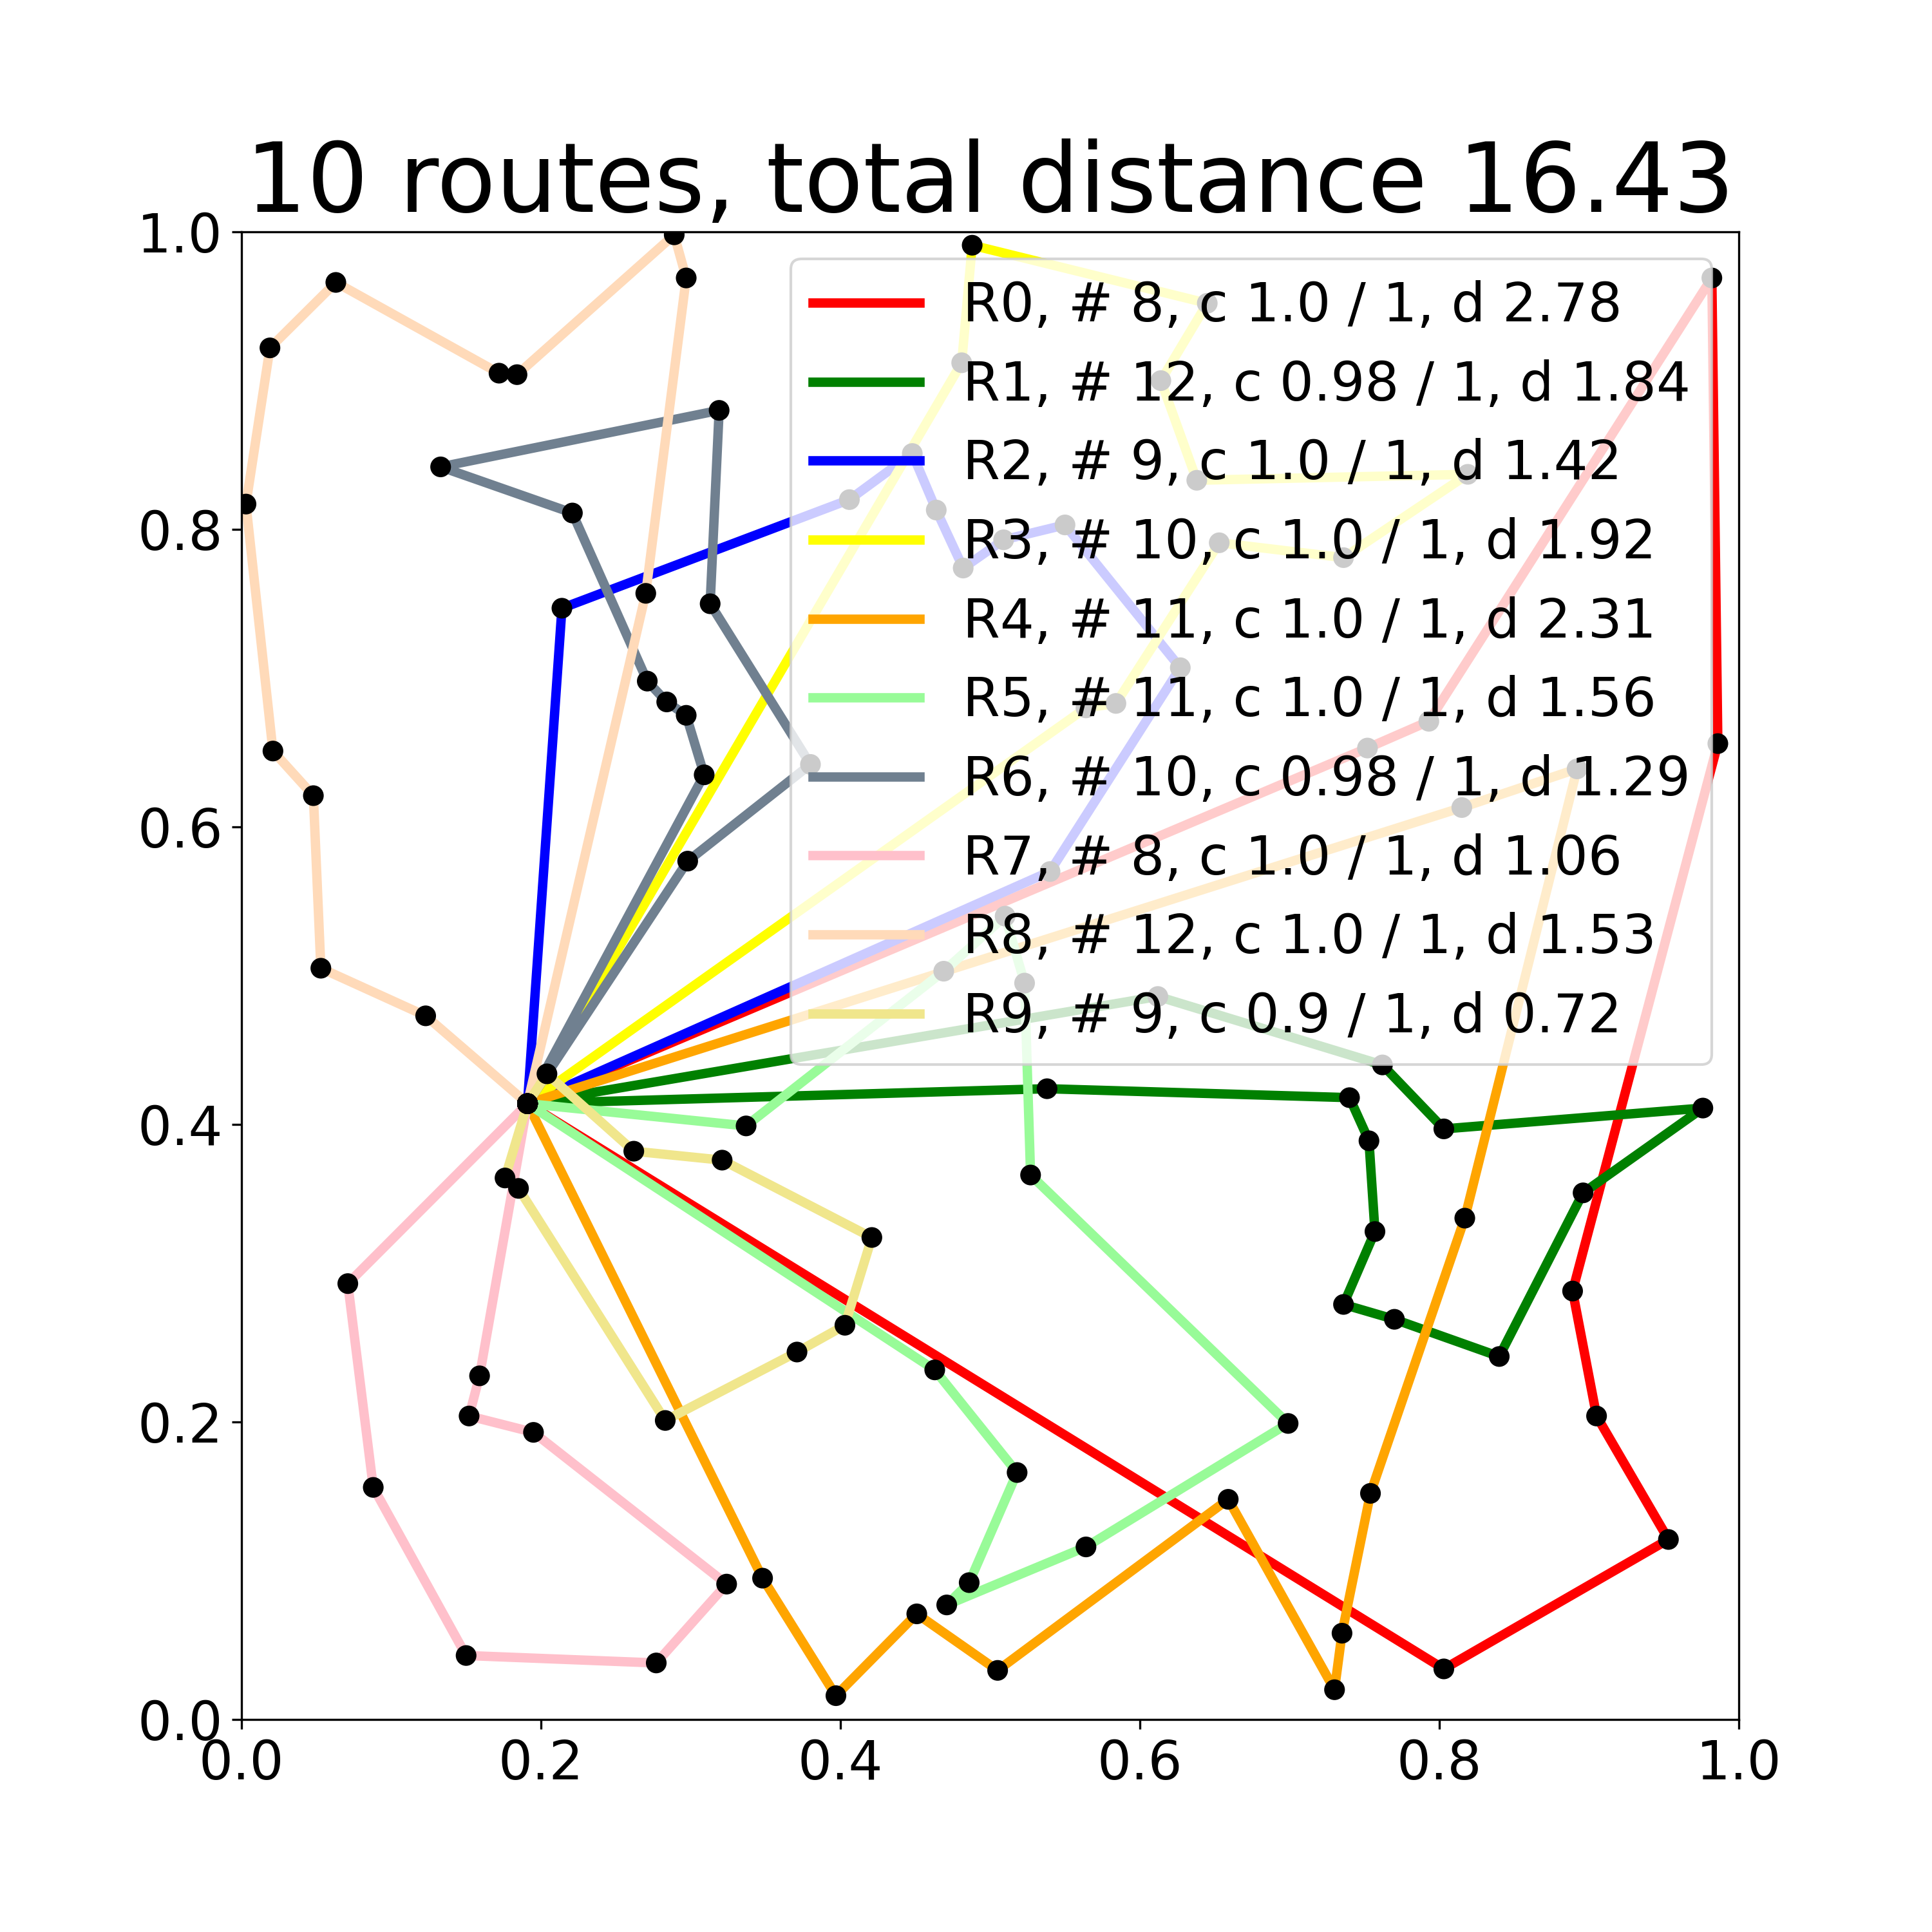 10 routes, total distance 16.43
1.0
0.8
0.6
0.4
0.2
0.0
R0, # 8, c 1.0 / 1, d 2.78
R1, # 12, c 0.98 / 1, d 1.84
R2, # 9, c 1.0 / 1, d 1.42
R3, # 10, c 1.0 / 1, d 1.92
R4, # 11, c 1.0 / 1, d 2.31
R5, # 11, c 1.0 / 1, d 1.56
R6, # 10, c 0.98 / 1, d 1.29
R7, # 8, c 1.0 / 1, d 1.06
R8, # 12, c 1.0 / 1, d 1.53
R9, # 9, c 0.9 / 1, d 0.72
0.0 0.2 0.4 0.6 0.8 1.0